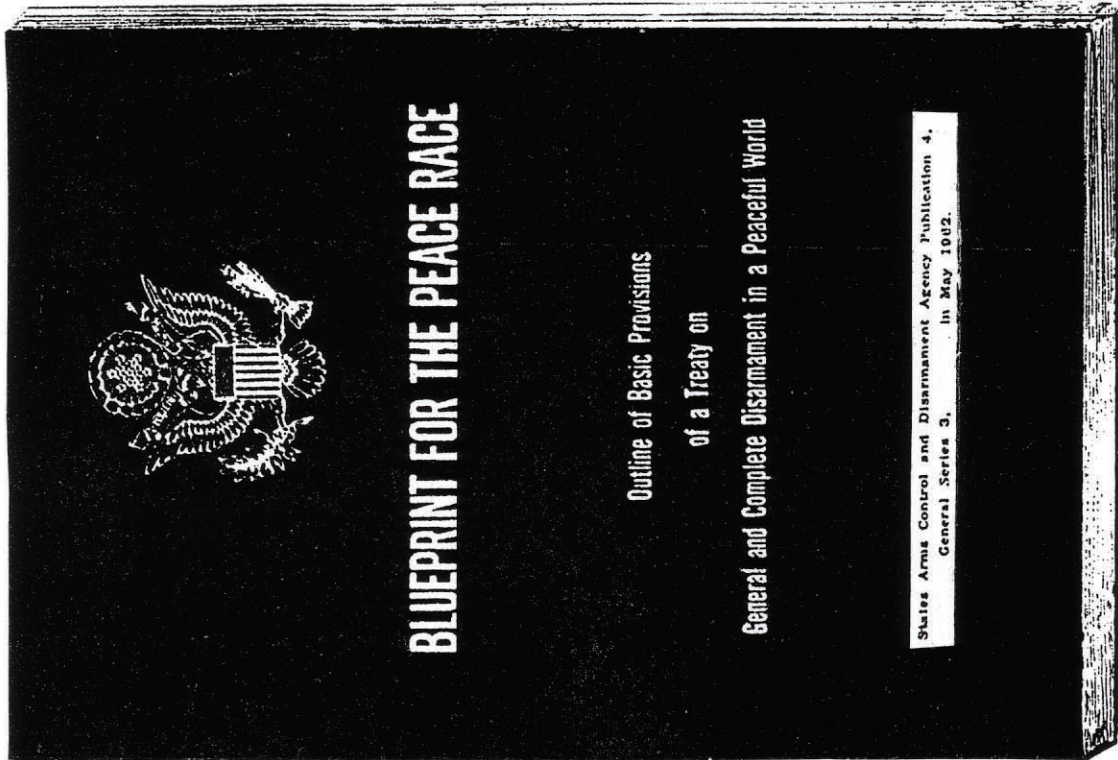 BLUEPRINT FOR THE PEACE RACE
Outline of Basic Provisions
of a Treaty on
General and Complete Disarmament in a Peaceful World
States Arms Control and Disarmament Agency Publication 4.
General Series 3. In May 1962.